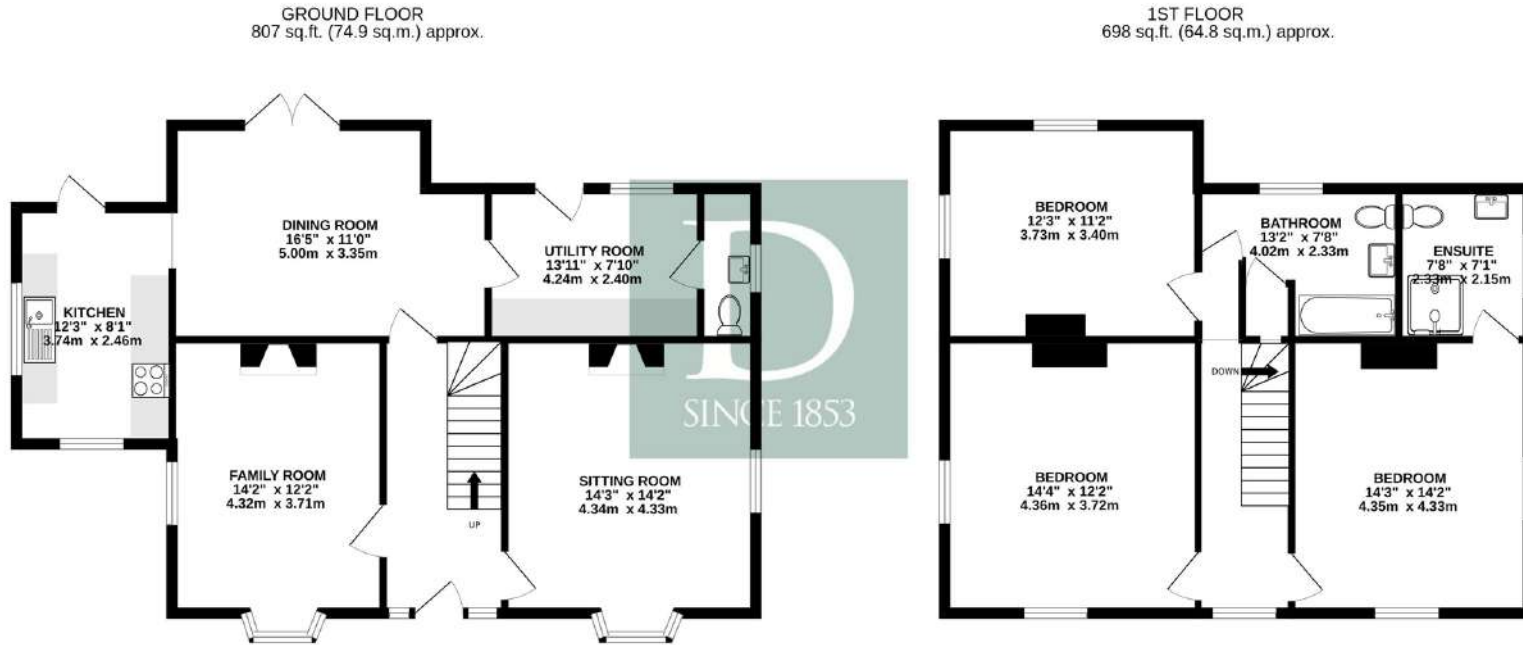 GROUND FLOOR
807 sq.ft. (74.9 sq.m.) approx.
1ST FLOOR
698 sq.ft. (64.8 sq.m.) approx.
DINING ROOM
16'5" x 11'0"
5.00m x 3.35m
UTILITY ROOM
13'11" x 7'10"
4.24m x 2.40m
KITCHEN
12'3" x 8'1"
3.74m x 2.46m
FAMILY ROOM
14'2" x 12'2"
4.32m x 3.71m
UP
SITTING ROOM
14'3" x 14'2"
4.34m x 4.33m
D
SINCE 1853
BEDROOM
12'3" x 11'2"
3.73m x 3.40m
BATHROOM
13'2" x 7'8"
4.02m x 2.33m
ENSUITE
7'8" x 7'1"
2.33m x 2.15m
DOWN
BEDROOM
14'4" x 12'2"
4.36m x 3.72m
BEDROOM
14'3" x 14'2"
4.35m x 4.33m